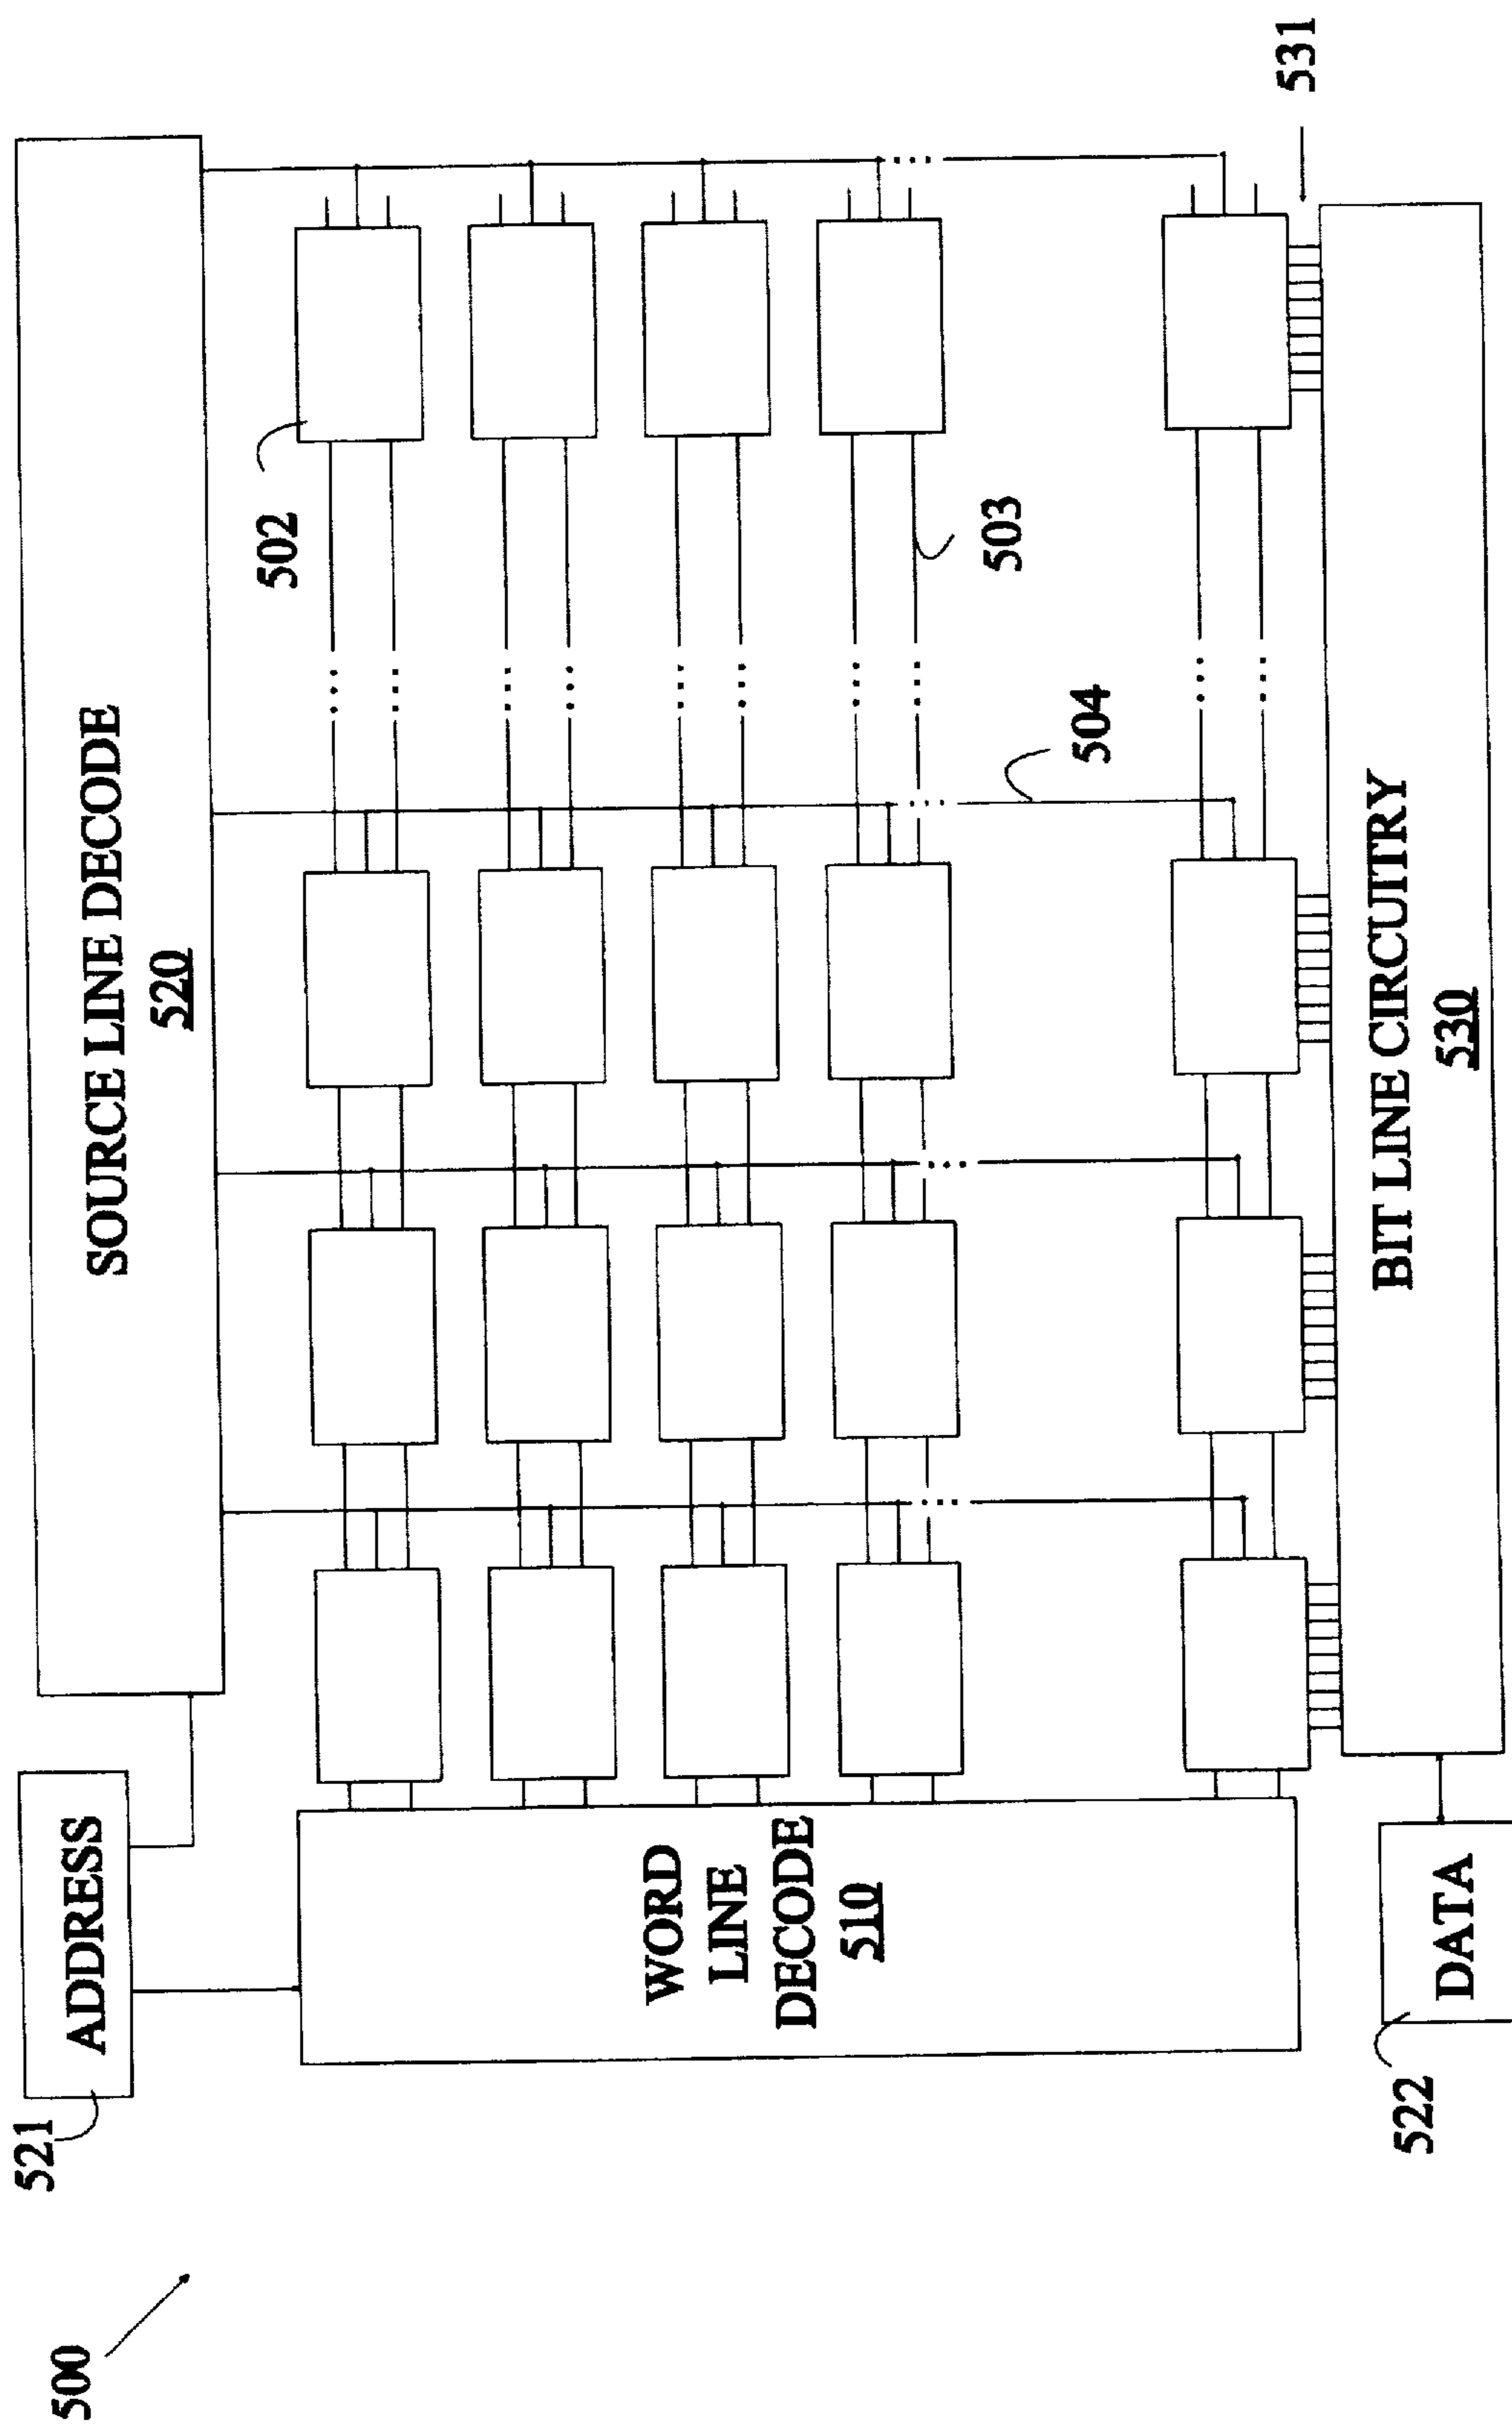 500
521
ADDRESS
SOURCE LINE DECODE
520
502
WORD
LINE
DECODE
510
503
504
531
522
DATA
BIT LINE CIRCUITRY
530